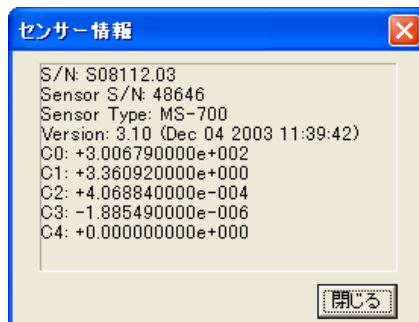 センサー情報
S/N: S08112.03
Sensor S/N: 48646
Sensor Type: MS-700
Version: 3.10 (Dec 04 2003 11:39:42)
C0: +3.006790000e+002
C1: +3.360920000e+000
C2: +4.068840000e-004
C3: -1.885490000e-006
C4: +0.000000000e+000
閉じる